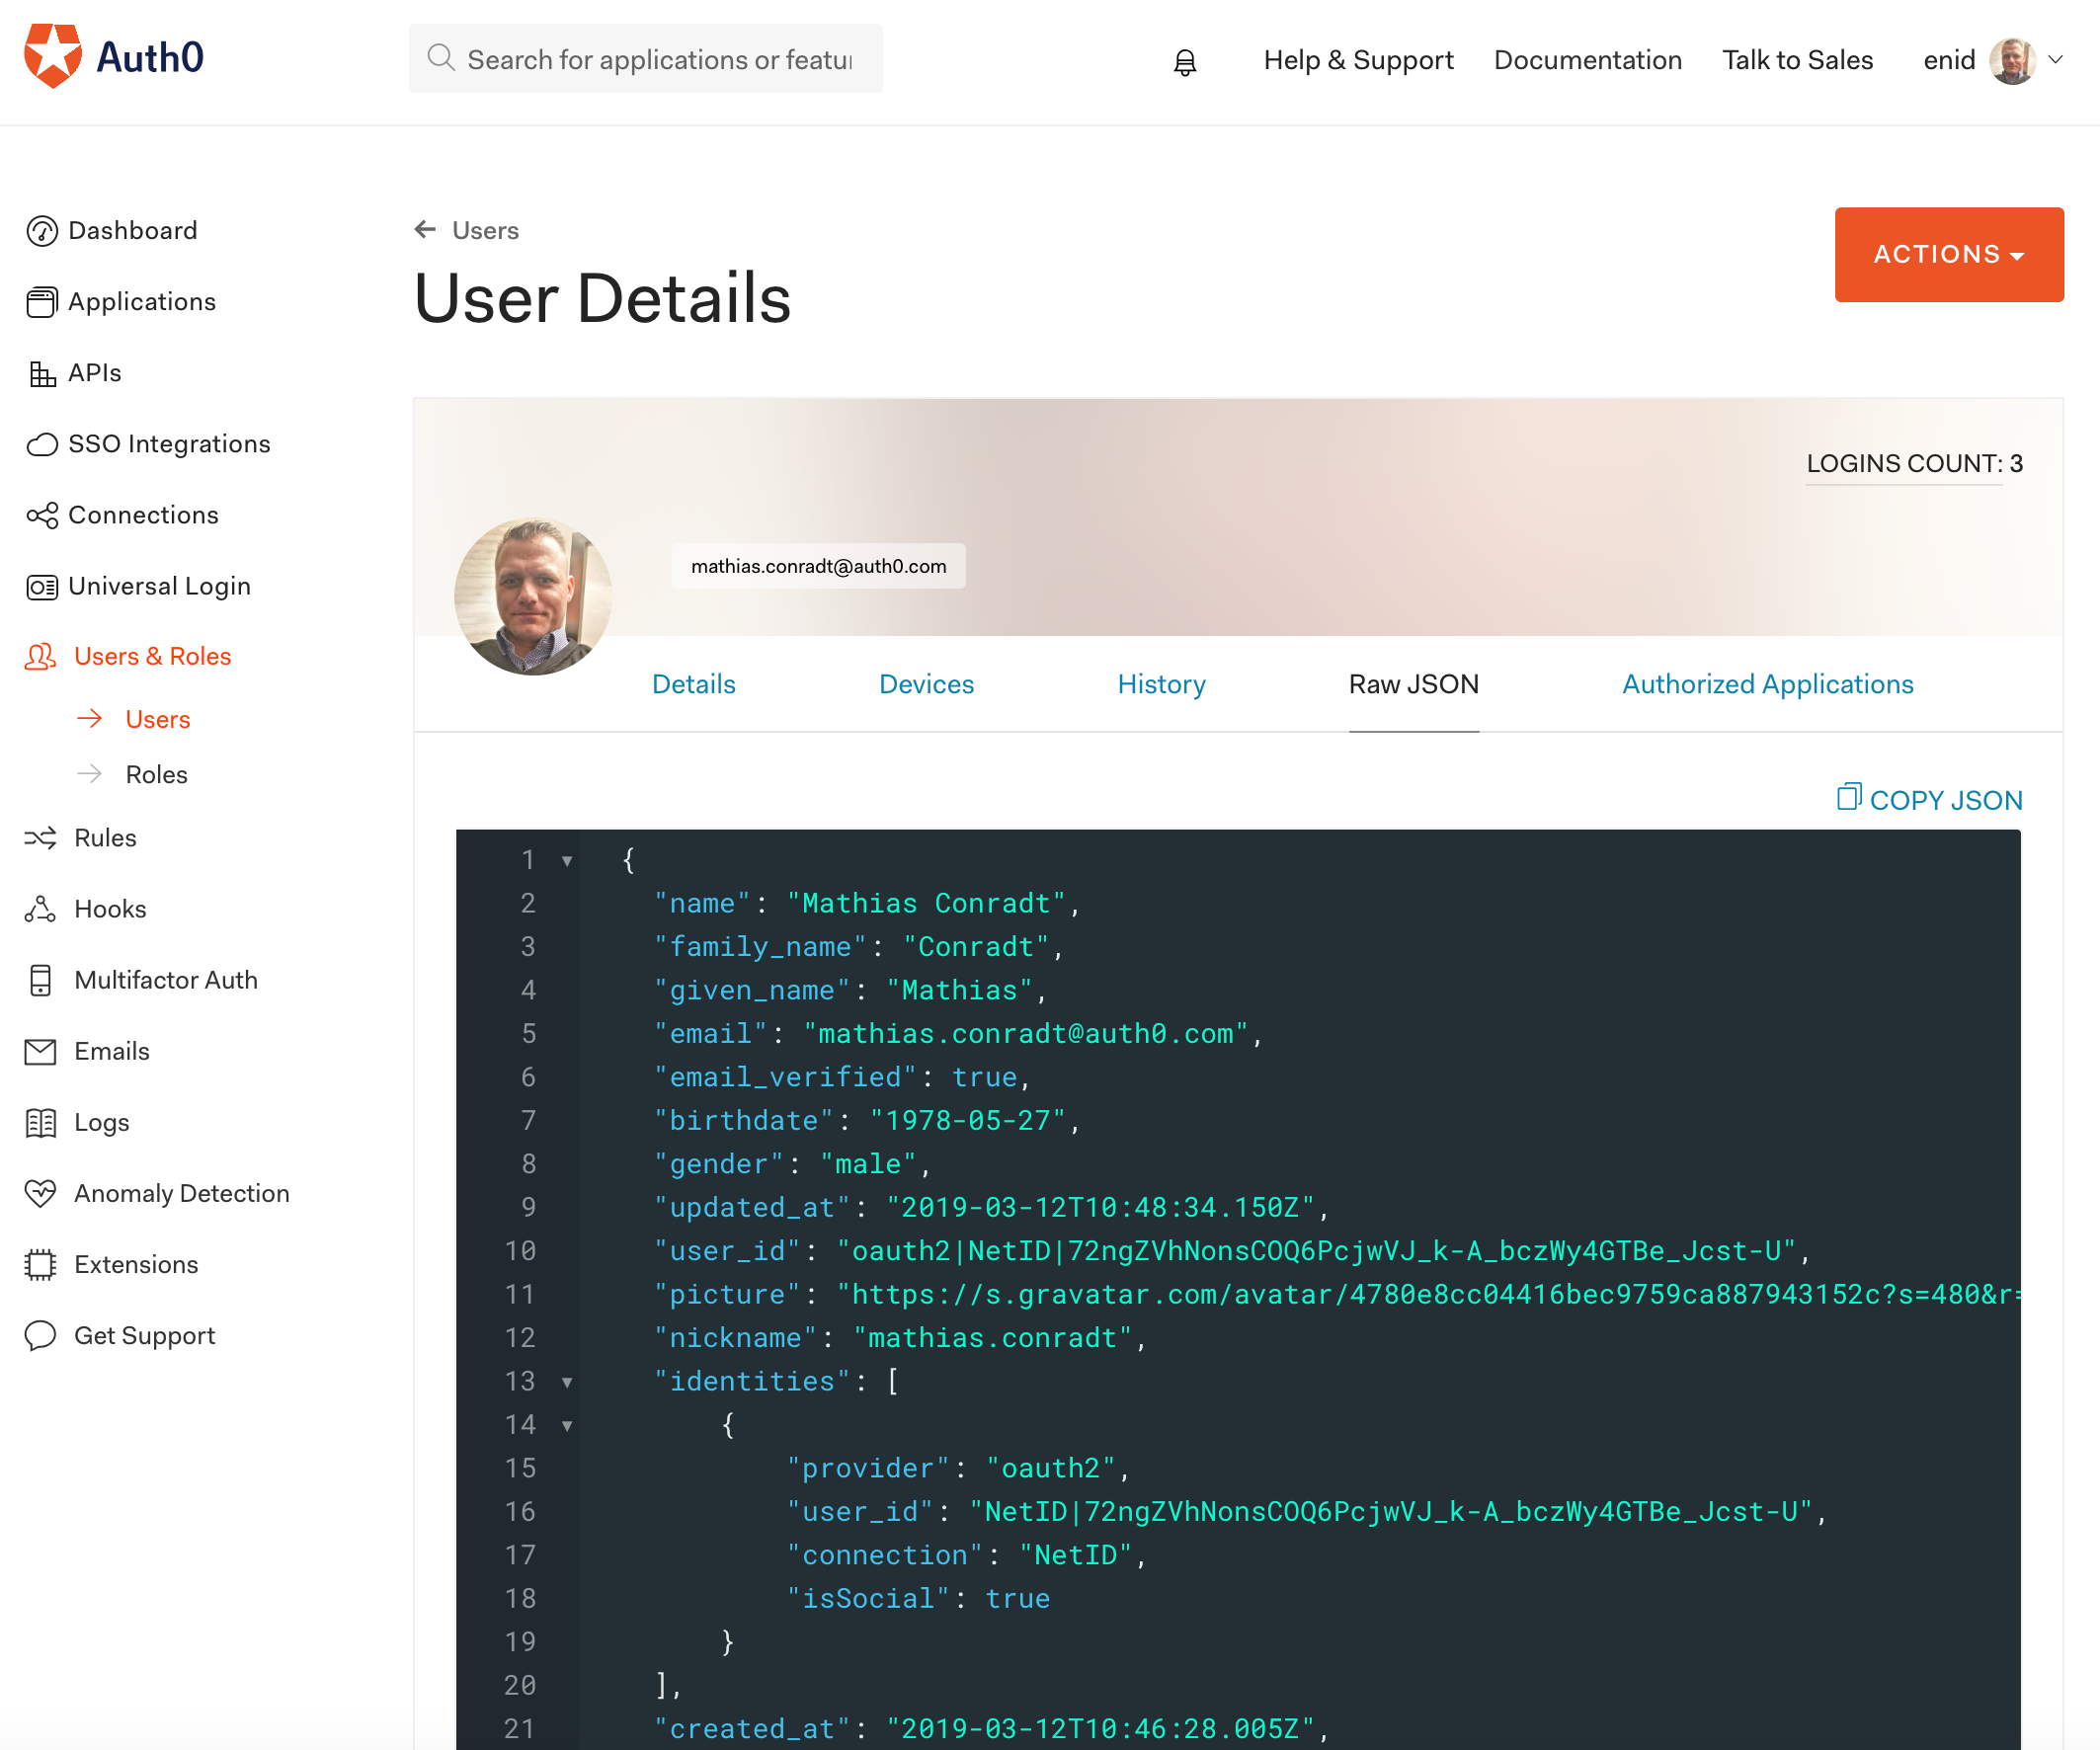 Auth0
Search for applications or featur
Help & Support
Documentation
Talk to Sales
enid
Dashboard
Applications
APIs
SSO Integrations
Connections
Universal Login
Users & Roles
Users
Roles
Rules
Hooks
Multifactor Auth
Emails
Logs
Anomaly Detection
Extensions
Get Support
Users
User Details
ACTIONS
LOGINS COUNT: 3
mathias.conradt@auth0.com
Details
Devices
History
Raw JSON
Authorized Applications
COPY JSON
1 {
2 "name": "Mathias Conradt",
3 "family_name": "Conradt",
4 "given_name": "Mathias",
5 "email": "mathias.conradt@auth0.com",
6 "email_verified": true,
7 "birthdate": "1978-05-27",
8 "gender": "male",
9 "updated_at": "2019-03-12T10:48:34.150Z",
10 "user_id": "oauth2|NetID|72ngZVhNonsCOQ6PcjwVJ_k-A_bczWy4GTBe_Jcst-U",
11 "picture": "https://s.gravatar.com/avatar/4780e8cc04416bec9759ca887943152c?s=480&r=
12 "nickname": "mathias.conradt",
13 "identities": [
14 {
15 "provider": "oauth2",
16 "user_id": "NetID|72ngZVhNonsCOQ6PcjwVJ_k-A_bczWy4GTBe_Jcst-U",
17 "connection": "NetID",
18 "isSocial": true
19 }
20 ],
21 "created_at": "2019-03-12T10:46:28.005Z",